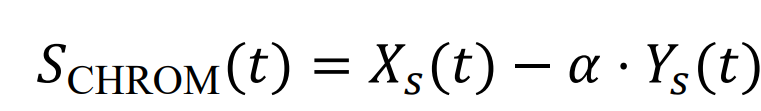 S_CHROM(t) = X_s(t) − α · Y_s(t)